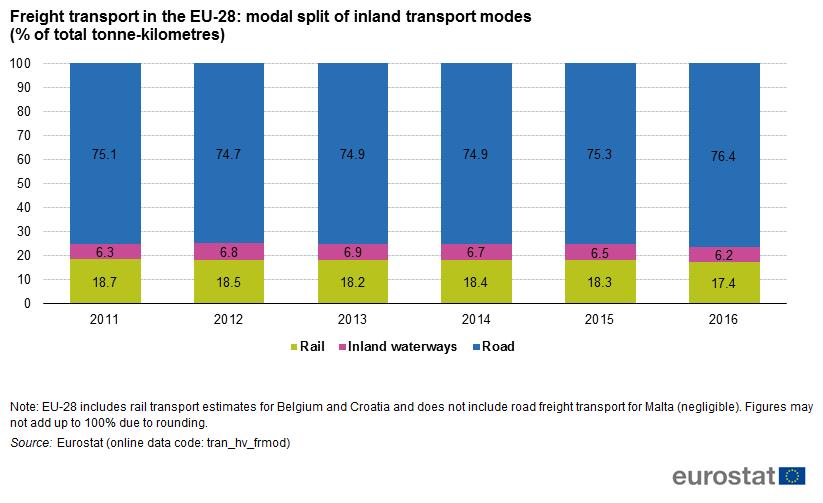 Freight transport in the EU-28: modal split of inland transport modes
(% of total tonne-kilometres)
100
90
80
70
60
50
40
30
20
10
0
75.1 74.7 74.9 74.9 75.3 76.4
6.3 6.8 6.9 6.7 6.5 6.2
18.7 18.5 18.2 18.4 18.3 17.4
2011 2012 2013 2014 2015 2016
Rail Inland waterways Road
Note: EU-28 includes rail transport estimates for Belgium and Croatia and does not include road freight transport for Malta (negligible). Figures may
not add up to 100% due to rounding.
Source: Eurostat (online data code: tran_hv_frmod)
eurostat